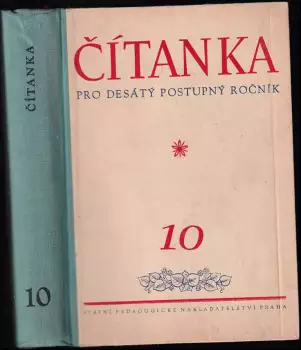 ČÍTANKA
10
ČÍTANKA
PRO DESÁTÝ POSTUPNÝ ROČNÍK
10
STÁTNÍ PEDAGOGICKÉ NAKLADATELSTVÍ PRAHA